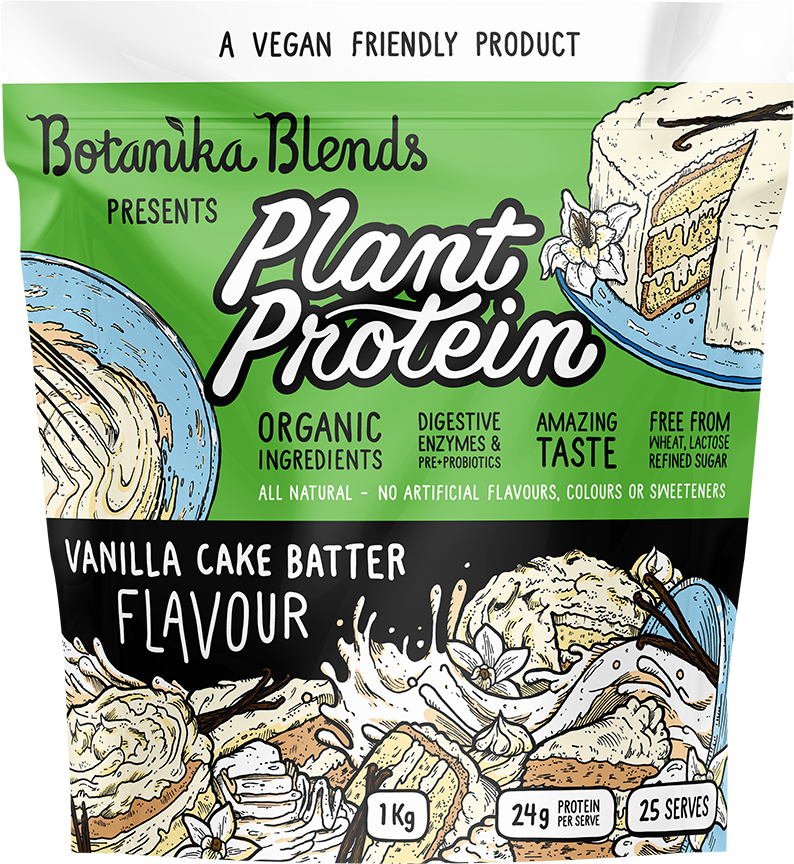 A VEGAN FRIENDLY PRODUCT
Botanika Blends
PRESENTS
Plant
Protein
ORGANIC
INGREDIENTS
DIGESTIVE
ENZYMES &
PRE+PROBIOTICS
AMAZING
TASTE
FREE FROM
WHEAT, LACTOSE
REFINED SUGAR
ALL NATURAL - NO ARTIFICIAL FLAVOURS, COLOURS OR SWEETENERS
VANILLA CAKE BATTER
FLAVOUR
1Kg
24g PROTEIN
PER SERVE
25 SERVES